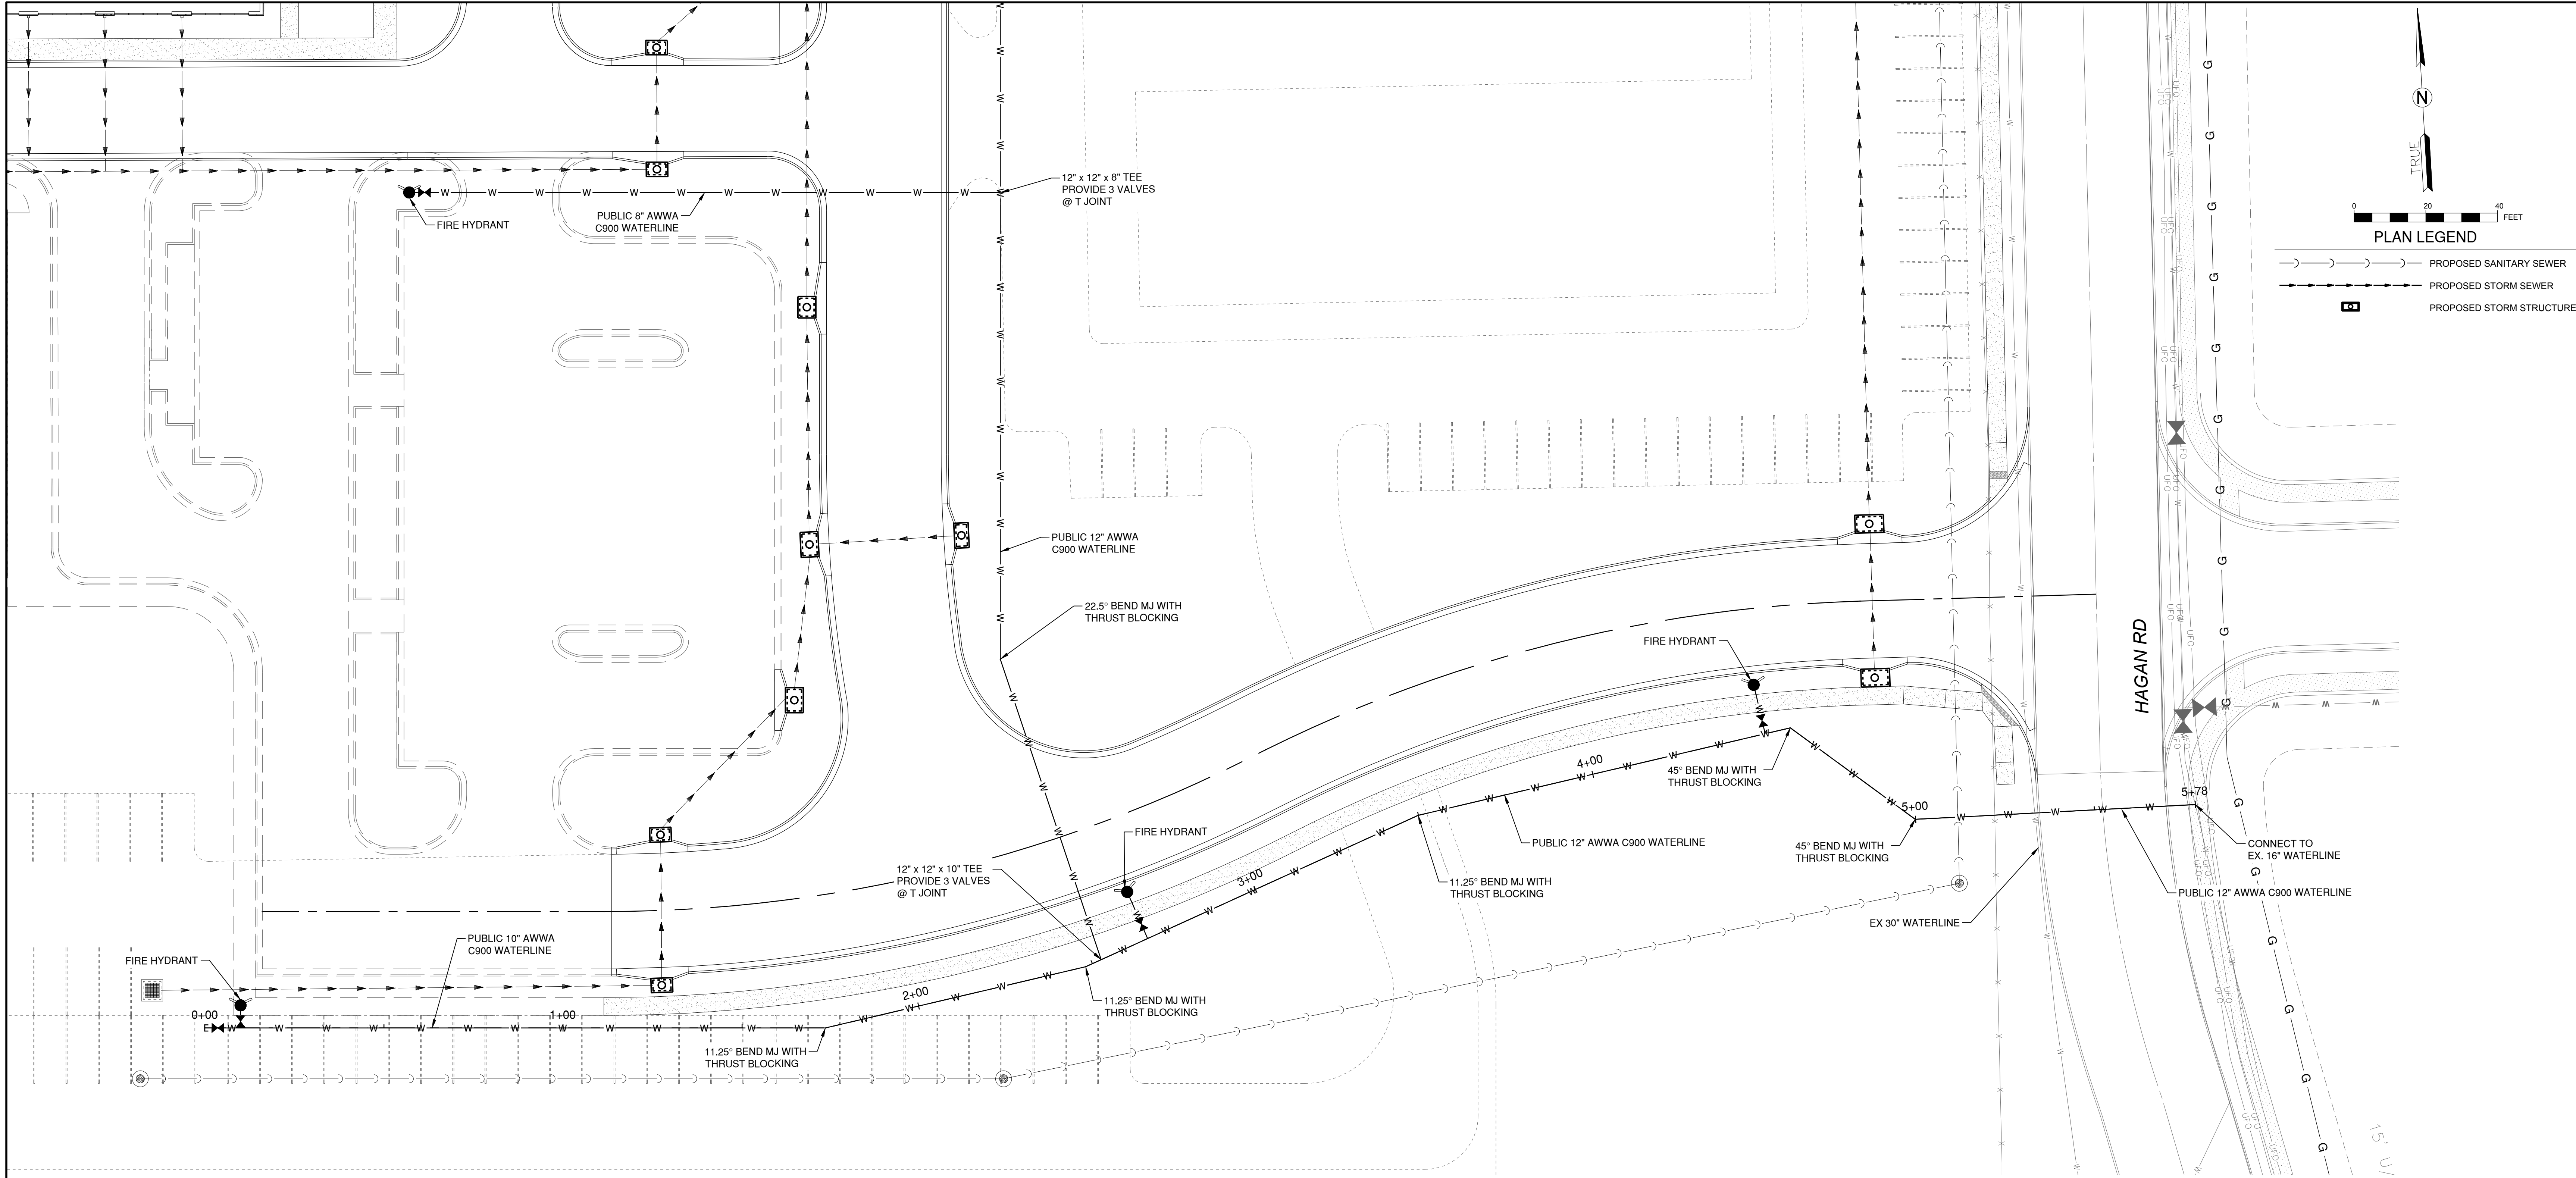 12" x 12" x 8" TEE
PROVIDE 3 VALVES
@ T JOINT
FIRE HYDRANT
PUBLIC 8" AWWA
C900 WATERLINE
N
TRUE
0 20 40
FEET
PLAN LEGEND
PROPOSED SANITARY SEWER
PROPOSED STORM SEWER
PROPOSED STORM STRUCTURE
PUBLIC 12" AWWA
C900 WATERLINE
22.5° BEND MJ WITH
THRUST BLOCKING
FIRE HYDRANT
HAGAN RD
4+00
45° BEND MJ WITH
THRUST BLOCKING
5+00
5+78
FIRE HYDRANT
PUBLIC 12" AWWA C900 WATERLINE
45° BEND MJ WITH
THRUST BLOCKING
CONNECT TO
EX. 16" WATERLINE
12" x 12" x 10" TEE
PROVIDE 3 VALVES
@ T JOINT
3+00
11.25° BEND MJ WITH
THRUST BLOCKING
PUBLIC 12" AWWA C900 WATERLINE
EX 30" WATERLINE
PUBLIC 10" AWWA
C900 WATERLINE
FIRE HYDRANT
2+00
11.25° BEND MJ WITH
THRUST BLOCKING
0+00
E
1+00
11.25° BEND MJ WITH
THRUST BLOCKING
15' U/